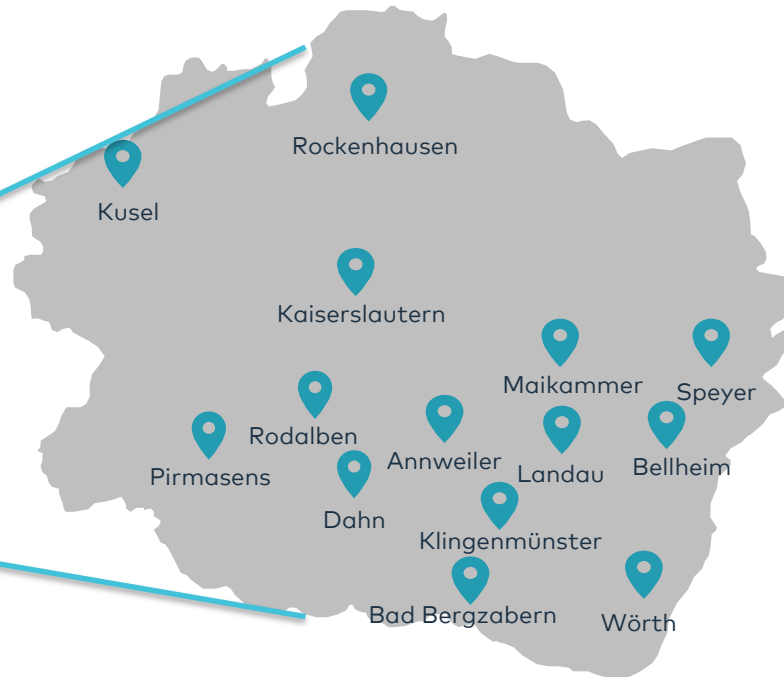 Rockenhausen
Kusel
Kaiserslautern
Maikammer
Speyer
Rodalben
Annweiler
Landau
Bellheim
Pirmasens
Dahn
Klingenmünster
Bad Bergzabern
Wörth